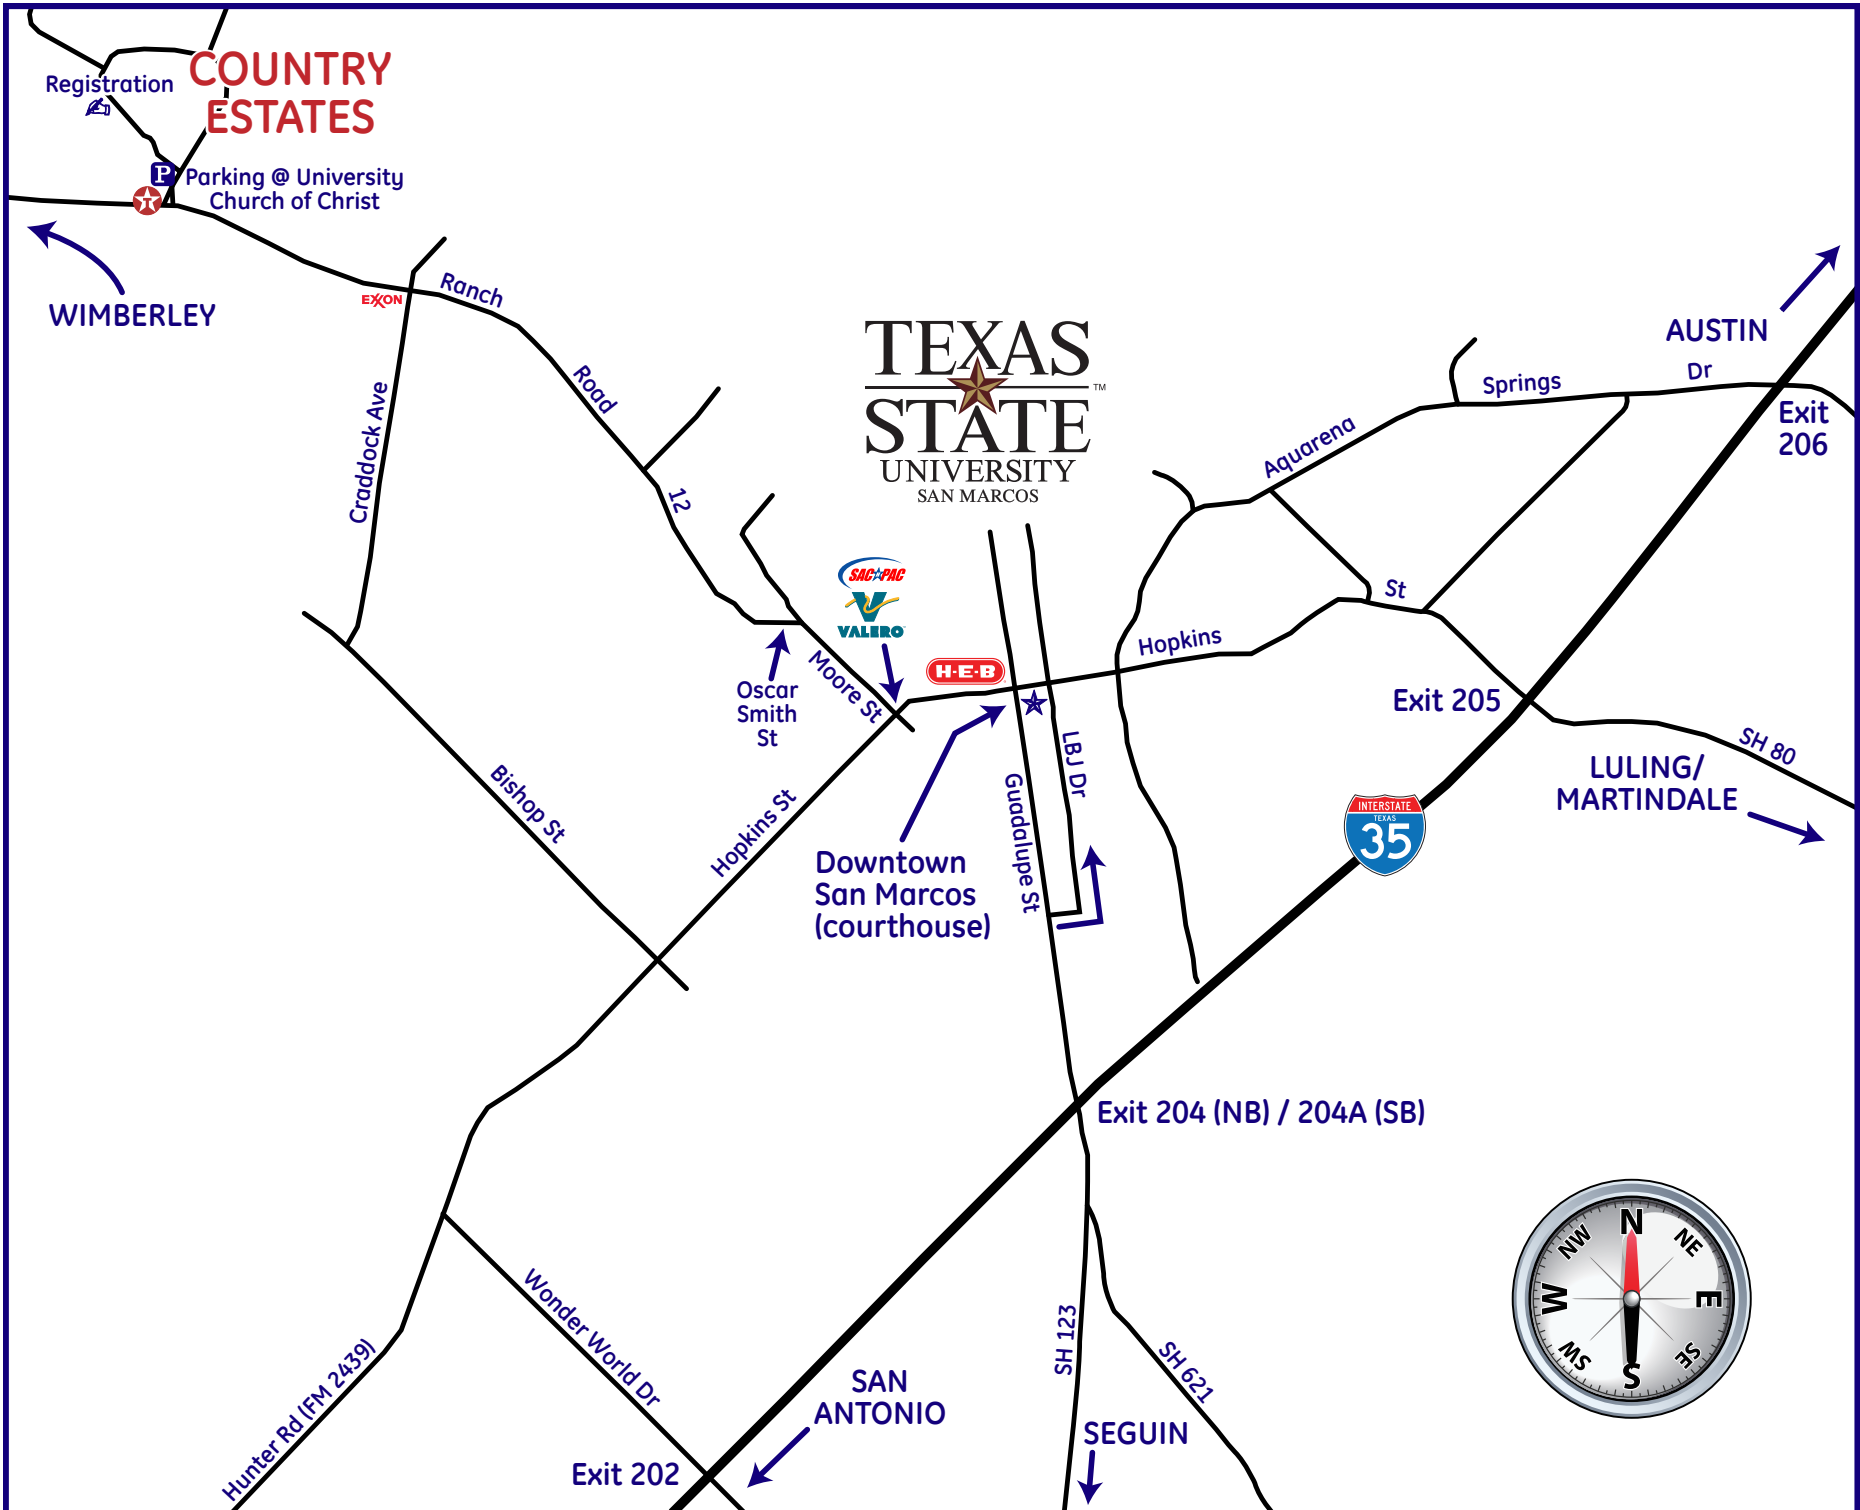 COUNTRY
ESTATES
Registration
P
Parking @ University
Church of Christ
T
WIMBERLEY
EXXON
Ranch
Road
12
Craddock Ave
TEXAS
STATE
TM
UNIVERSITY
SAN MARCOS
AUSTIN
Springs
Dr
Exit
206
Aquarena
St
Hopkins
SAC PAC
V
VALERO
H-E-B
Oscar
Smith
St
Moore St
Exit 205
SH 80
LULING/
MARTINDALE
LBJ Dr
Guadalupe St
Bishop St
Hopkins St
INTERSTATE
TEXAS
35
Downtown
San Marcos
(courthouse)
Exit 204 (NB) / 204A (SB)
N
NE
E
SE
S
SW
W
NW
Wonder World Dr
Hunter Rd (FM 2439)
SH 123
SH 621
SAN
ANTONIO
SEGUIN
Exit 202